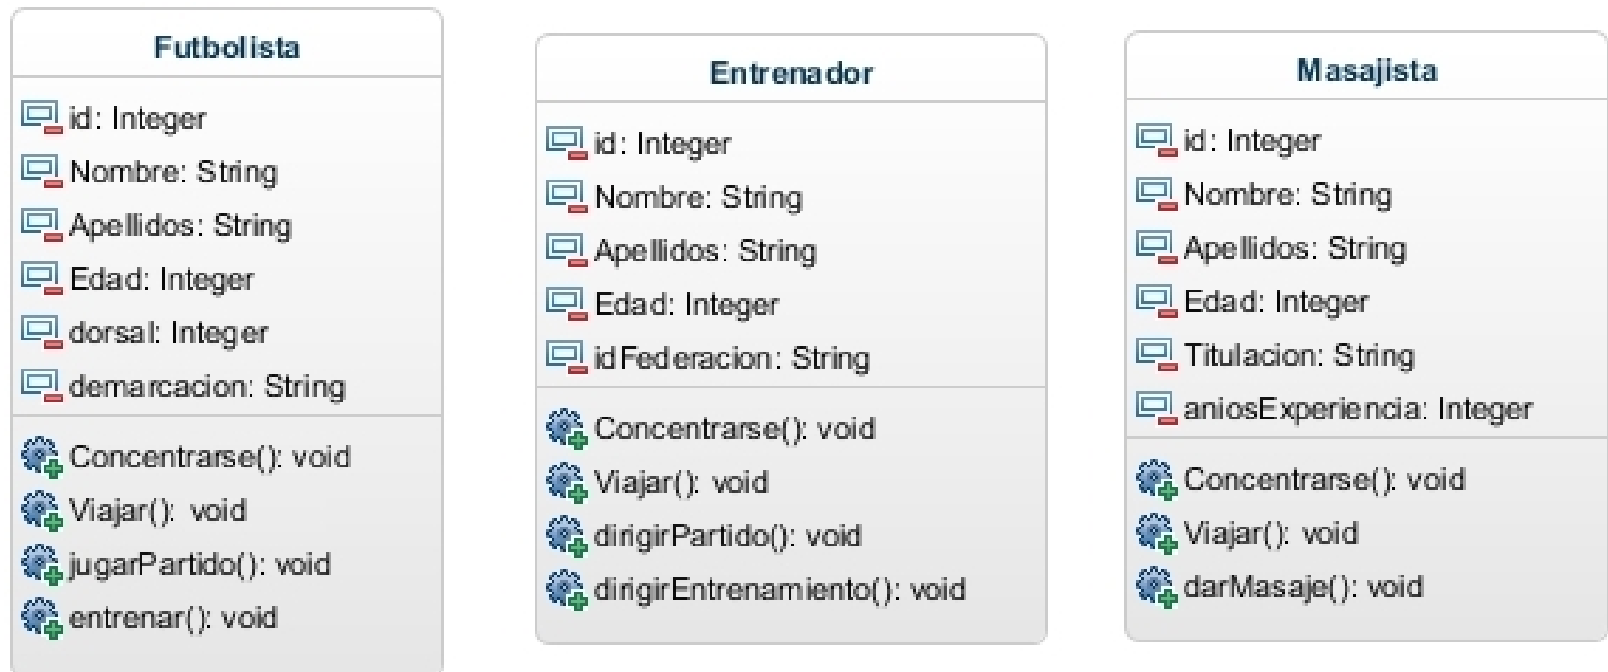 Futbolista
id: Integer
Nombre: String
Apellidos: String
Edad: Integer
dorsal: Integer
demarcacion: String
Concentrarse(): void
Viajar(): void
jugarPartido(): void
entrenar(): void
Entrenador
id: Integer
Nombre: String
Apellidos: String
Edad: Integer
idFederacion: String
Concentrarse(): void
Viajar(): void
dirigirPartido(): void
dirigirEntrenamiento(): void
Masajista
id: Integer
Nombre: String
Apellidos: String
Edad: Integer
Titulacion: String
aniosExperiencia: Integer
Concentrarse(): void
Viajar(): void
darMasaje(): void